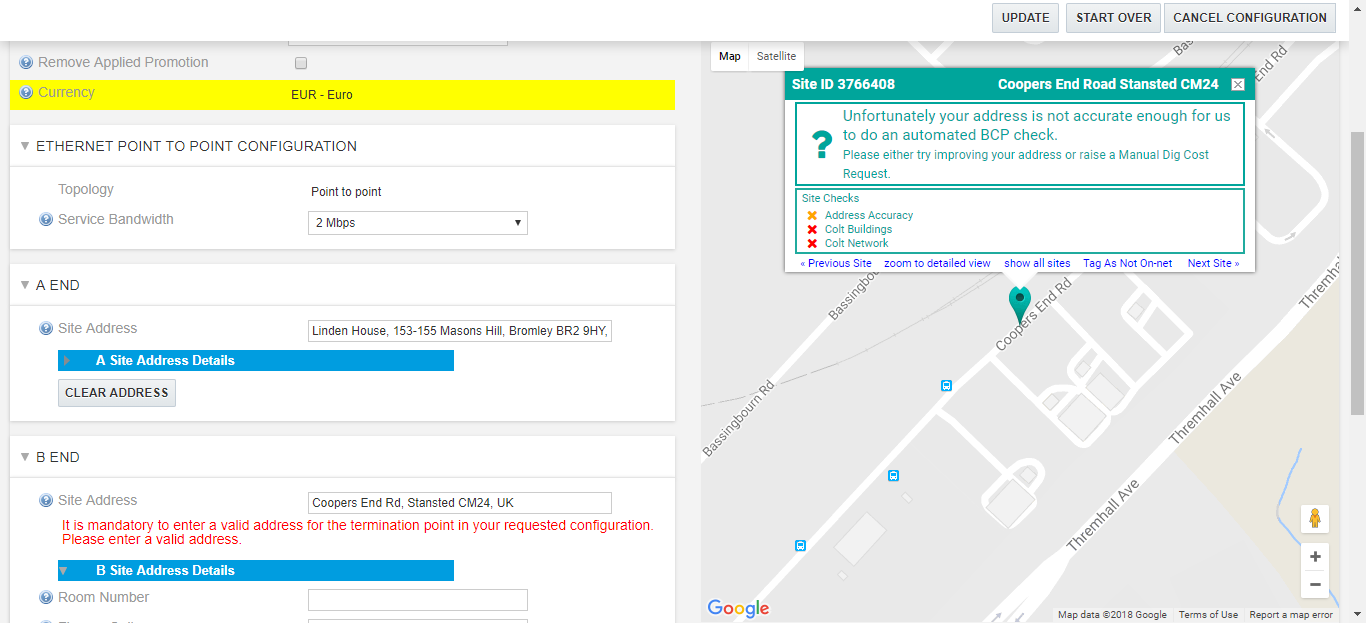 UPDATE
START OVER
CANCEL CONFIGURATION
Remove Applied Promotion
Currency
EUR - Euro
ETHERNET POINT TO POINT CONFIGURATION
Topology
Point to point
Service Bandwidth
2 Mbps
A END
Site Address
Linden House, 153-155 Masons Hill, Bromley BR2 9HY,
A Site Address Details
CLEAR ADDRESS
B END
Site Address
Coopers End Rd, Stansted CM24, UK
It is mandatory to enter a valid address for the termination point in your requested configuration.
Please enter a valid address.
B Site Address Details
Room Number
Map
Satellite
Site ID 3766408
Coopers End Road Stansted CM24
Unfortunately your address is not accurate enough for us
to do an automated BCP check.
Please either try improving your address or raise a Manual Dig Cost
Request.
Site Checks
Address Accuracy
Colt Buildings
Colt Network
« Previous Site
zoom to detailed view
show all sites
Tag As Not On-net
Next Site »
Bas
End Rd
Bassingbou
Coopers End Rd
Thremha
Bassingbourn Rd
Thremhall Ave
Thremhall Ave
Google
Map data ©2018 Google
Terms of Use
Report a map error